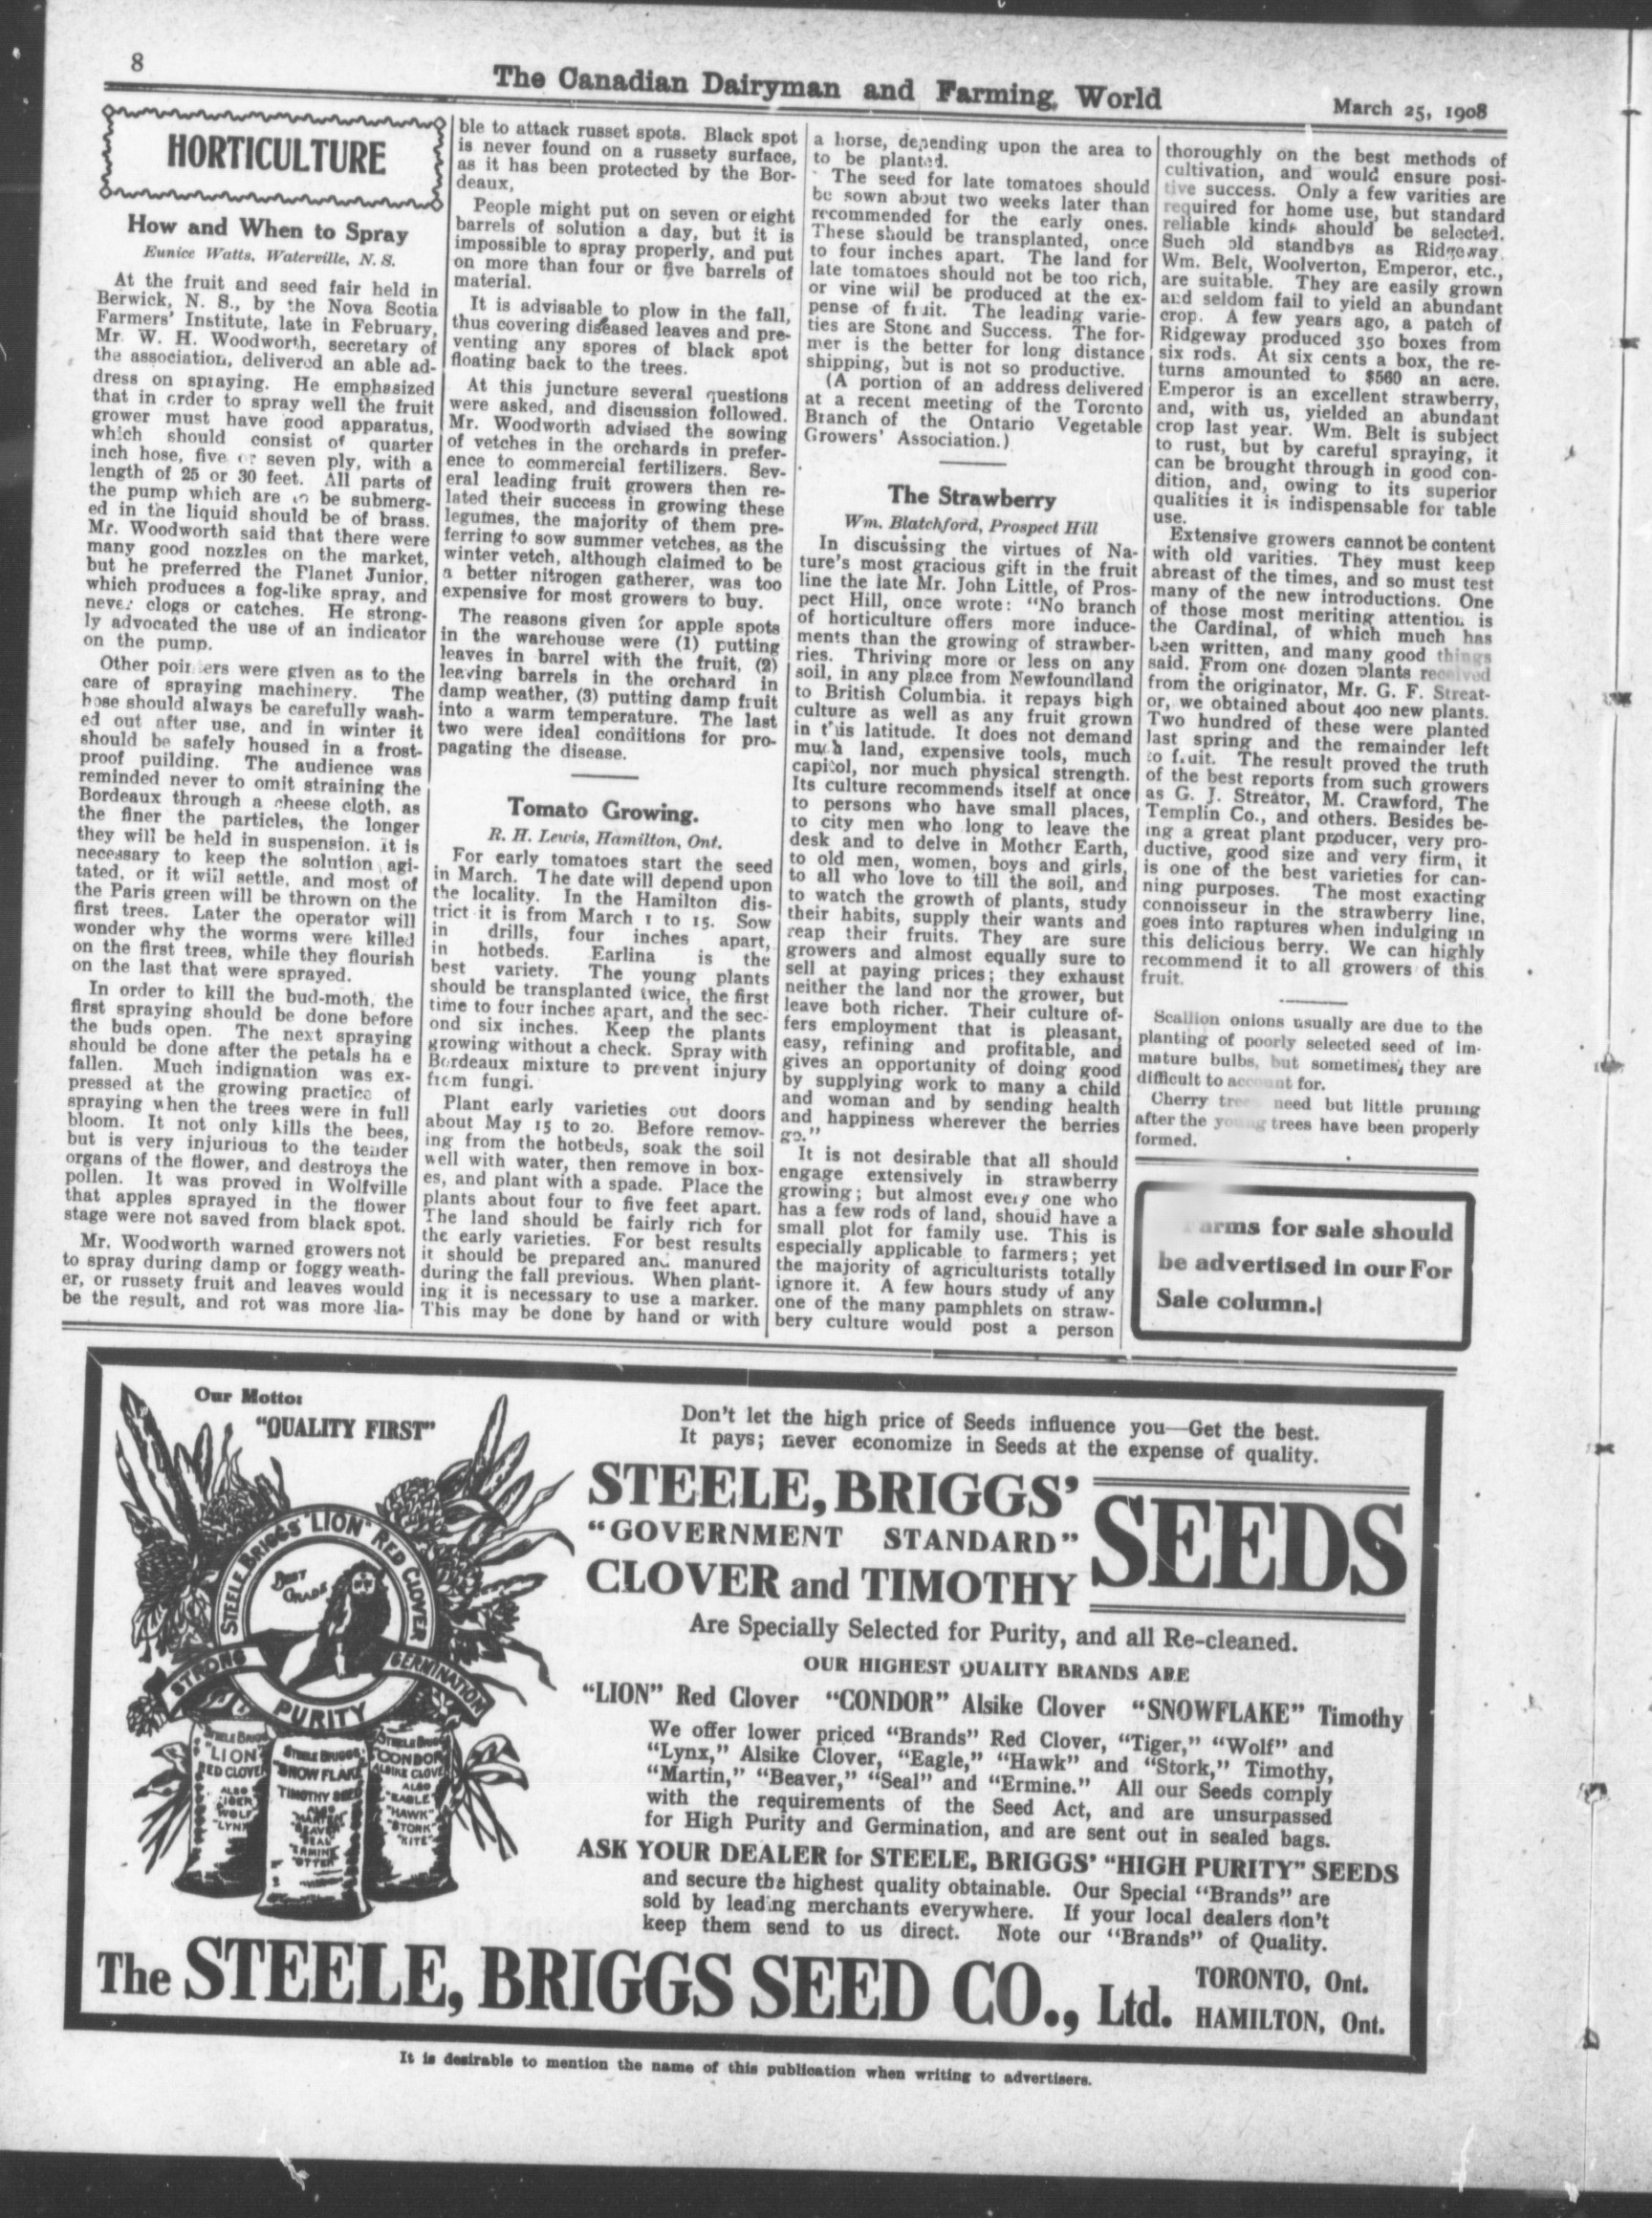 8
The Canadian Dairyman and Farming World
March 25, 1908
HORTICULTURE
How and When to Spray
Eunice Watts, Waterville, N. S.
At the fruit and seed fair held in
Berwick, N. S., by the Nova Scotia
Farmers' Institute, late in February,
Mr. W. H. Woodworth, secretary of
the association, delivered an able ad-
dress on spraying. He emphasized
that in order to spray well the fruit
grower must have good apparatus,
which should consist of quarter
inch hose, five or seven ply, with a
length of 25 or 30 feet. All parts of
the pump which are to be submerg-
ed in the liquid should be of brass.
Mr. Woodworth said that there were
many good nozzles on the market,
but he preferred the Planet Junior,
which produces a fog-like spray, and
never clogs or catches. He strong-
ly advocated the use of an indicator
on the pump.
Other pointers were given as to the
care of spraying machinery. The
hose should always be carefully wash-
ed out after use, and in winter it
should be safely housed in a frost-
proof puilding. The audience was
reminded never to omit straining the
Bordeaux through a cheese cloth, as
the finer the particles, the longer
they will be held in suspension. It is
necessary to keep the solution agi-
tated, or it will settle, and most of
the Paris green will be thrown on the
first trees. Later the operator will
wonder why the worms were killed
on the first trees, while they flourish
on the last that were sprayed.
In order to kill the bud-moth, the
first spraying should be done before
the buds open. The next spraying
should be done after the petals ha e
fallen. Much indignation was ex-
pressed at the growing practice of
spraying when the trees were in full
bloom. It not only kills the bees,
but is very injurious to the tender
organs of the flower, and destroys the
pollen. It was proved in Wolfville
that apples sprayed in the flower
stage were not saved from black spot.
Mr. Woodworth warned growers not
to spray during damp or foggy weath-
er, or russety fruit and leaves would
be the result, and rot was more lia-
ble to attack russet spots. Black spot
is never found on a russety surface,
as it has been protected by the Bor-
deaux,
People might put on seven or eight
barrels of solution a day, but it is
impossible to spray properly, and put
on more than four or five barrels of
material.
It is advisable to plow in the fall,
thus covering diseased leaves and pre-
venting any spores of black spot
floating back to the trees.
At this juncture several questions
were asked, and discussion followed.
Mr. Woodworth advised the sowing
of vetches in the orchards in prefer-
ence to commercial fertilizers. Sev-
eral leading fruit growers then re-
lated their success in growing these
legumes, the majority of them pre-
ferring to sow summer vetches, as the
winter vetch, although claimed to be
a better nitrogen gatherer, was too
expensive for most growers to buy.
The reasons given for apple spots
in the warehouse were (1) putting
leaves in barrel with the fruit, (2)
leaving barrels in the orchard in
damp weather, (3) putting damp fruit
into a warm temperature. The last
two were ideal conditions for pro-
pagating the disease.
Tomato Growing.
R. H. Lewis, Hamilton, Ont.
For early tomatoes start the seed
in March. The date will depend upon
the locality. In the Hamilton dis-
trict it is from March 1 to 15. Sow
in drills, four inches apart,
in hotbeds. Earlina is the
best variety. The young plants
should be transplanted twice, the first
time to four inches apart, and the sec-
ond six inches. Keep the plants
growing without a check. Spray with
Bordeaux mixture to prevent injury
from fungi.
Plant early varieties out doors
about May 15 to 20. Before remov-
ing from the hotbeds, soak the soil
well with water, then remove in box-
es, and plant with a spade. Place the
plants about four to five feet apart.
The land should be fairly rich for
the early varieties. For best results
it should be prepared and manured
during the fall previous. When plant-
ing it is necessary to use a marker.
This may be done by hand or with
a horse, depending upon the area to
to be planted.
The seed for late tomatoes should
be sown about two weeks later than
recommended for the early ones.
These should be transplanted, once
to four inches apart. The land for
late tomatoes should not be too rich,
or vine will be produced at the ex-
pense of fruit. The leading varie-
ties are Stone and Success. The for-
mer is the better for long distance
shipping, but is not so productive.
(A portion of an address delivered
at a recent meeting of the Toronto
Branch of the Ontario Vegetable
Growers' Association.)
The Strawberry
Wm. Blatchford, Prospect Hill
In discussing the virtues of Na-
ture's most gracious gift in the fruit
line the late Mr. John Little, of Pros-
pect Hill, once wrote: "No branch
of horticulture offers more induce-
ments than the growing of strawber-
ries. Thriving more or less on any
soil, in any place from Newfoundland
to British Columbia. it repays high
culture as well as any fruit grown
in this latitude. It does not demand
much land, expensive tools, much
capitol, nor much physical strength.
Its culture recommends itself at once
to persons who have small places,
to city men who long to leave the
desk and to delve in Mother Earth,
to old men, women, boys and girls,
to all who love to till the soil, and
to watch the growth of plants, study
their habits, supply their wants and
reap their fruits. They are sure
growers and almost equally sure to
sell at paying prices; they exhaust
neither the land nor the grower, but
leave both richer. Their culture of-
fers employment that is pleasant,
easy, refining and profitable, and
gives an opportunity of doing good
by supplying work to many a child
and woman and by sending health
and happiness wherever the berries
go."
It is not desirable that all should
engage extensively in strawberry
growing; but almost every one who
has a few rods of land, should have a
small plot for family use. This is
especially applicable to farmers; yet
the majority of agriculturists totally
ignore it. A few hours study of any
one of the many pamphlets on straw-
bery culture would post a person
thoroughly on the best methods of
cultivation, and would ensure posi-
tive success. Only a few varities are
required for home use, but standard
reliable kinds should be selected.
Such old standbys as Ridgeway,
Wm. Belt, Woolverton, Emperor, etc.,
are suitable. They are easily grown
and seldom fail to yield an abundant
crop. A few years ago, a patch of
Ridgeway produced 350 boxes from
six rods. At six cents a box, the re-
turns amounted to $560 an acre.
Emperor is an excellent strawberry,
and, with us, yielded an abundant
crop last year. Wm. Belt is subject
to rust, but by careful spraying, it
can be brought through in good con-
dition, and, owing to its superior
qualities it is indispensable for table
use.
Extensive growers cannot be content
with old varities. They must keep
abreast of the times, and so must test
many of the new introductions. One
of those most meriting attention is
the Cardinal, of which much has
been written, and many good things
said. From one dozen plants received
from the originator, Mr. G. F. Streat-
or, we obtained about 400 new plants.
Two hundred of these were planted
last spring and the remainder left
to fruit. The result proved the truth
of the best reports from such growers
as G. J. Streator, M. Crawford, The
Templin Co., and others. Besides be-
ing a great plant producer, very pro-
ductive, good size and very firm, it
is one of the best varieties for can-
ning purposes. The most exacting
connoisseur in the strawberry line,
goes into raptures when indulging in
this delicious berry. We can highly
recommend it to all growers of this
fruit.
Scallion onions usually are due to the
planting of poorly selected seed of im-
mature bulbs, but sometimes, they are
difficult to account for.
Cherry trees need but little pruning
after the young trees have been properly
formed.
arms for sale should
be advertised in our For
Sale column.
Our Motto:
"QUALITY FIRST"
STEELE BRIGGS "LION" RED CLOVER
BEST
GRADE
STRONG
GERMINATION
PURITY
STEELE BRIGGS
"LION"
RED CLOVER
ALSO
TIGER
WOLF
"LYNX
STEELE BRIGGS
SNOW FLAKE
TIMOTHY SEED
ALSO
"MARTEN"
BEAVER
SEAL
"ERMINE
"OTTER"
STEELE BRIGGS
"CONDOR"
ALSIKE CLOVER
ALSO
"EAGLE"
"HAWK"
"STORK"
"KITE"
Don't let the high price of Seeds influence you—Get the best.
It pays; never economize in Seeds at the expense of quality.
STEELE, BRIGGS'
"GOVERNMENT STANDARD"
CLOVER and TIMOTHY
SEEDS
Are Specially Selected for Purity, and all Re-cleaned.
OUR HIGHEST QUALITY BRANDS ARE
"LION" Red Clover "CONDOR" Alsike Clover "SNOWFLAKE" Timothy
We offer lower priced "Brands" Red Clover, "Tiger," "Wolf" and
"Lynx," Alsike Clover, "Eagle," "Hawk" and "Stork," Timothy,
"Martin," "Beaver," "Seal" and "Ermine." All our Seeds comply
with the requirements of the Seed Act, and are unsurpassed
for High Purity and Germination, and are sent out in sealed bags.
ASK YOUR DEALER for STEELE, BRIGGS' "HIGH PURITY" SEEDS
and secure the highest quality obtainable. Our Special "Brands" are
sold by leading merchants everywhere. If your local dealers don't
keep them send to us direct. Note our "Brands" of Quality.
The STEELE, BRIGGS SEED CO., Ltd.
TORONTO, Ont.
HAMILTON, Ont.
It is desirable to mention the name of this publication when writing to advertisers.